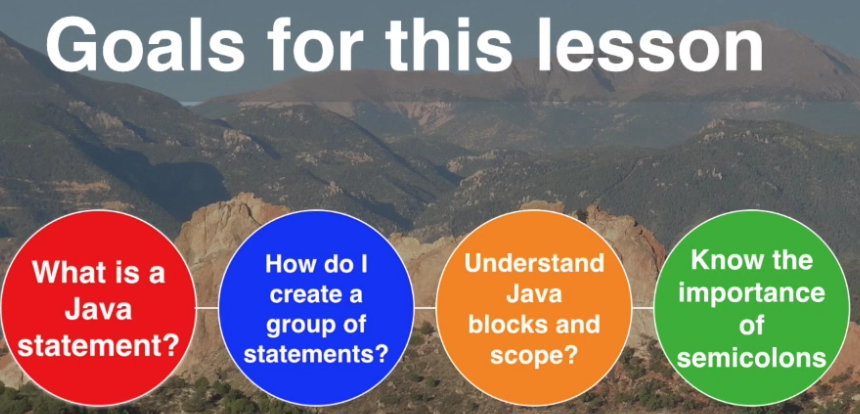 Goals for this lesson
What is a
Java
statement?
How do I
create a
group of
statements?
Understand
Java
blocks and
scope?
Know the
importance
of
semicolons